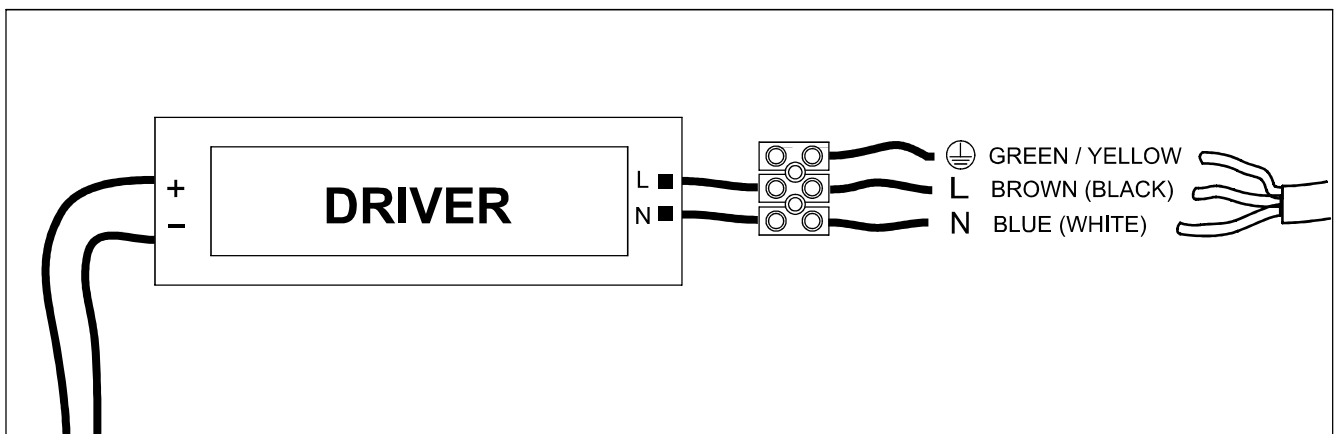 GREEN / YELLOW
+ DRIVER L L BROWN (BLACK)
− N N BLUE (WHITE)